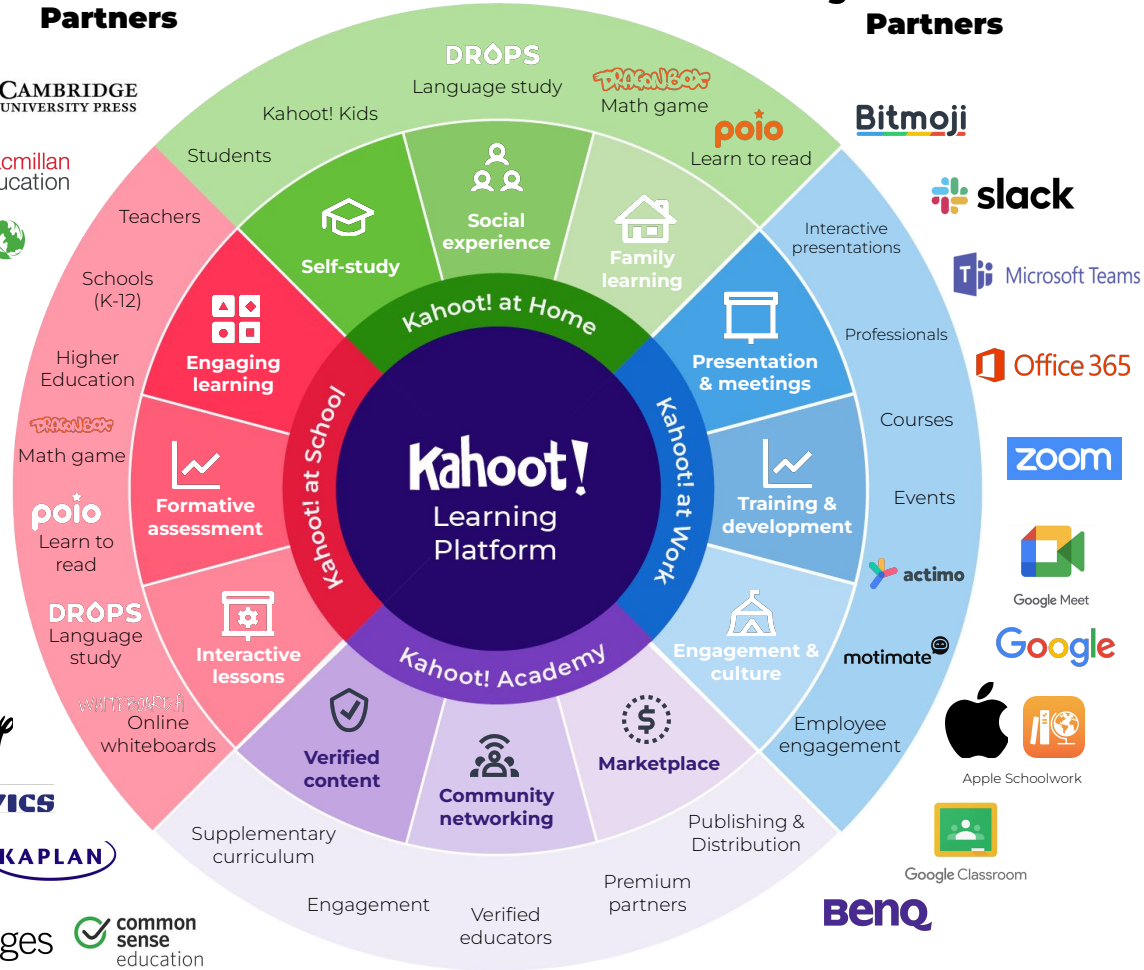 Partners
Partners
CAMBRIDGE
UNIVERSITY PRESS
cmillan
ucation
VICS
KAPLAN
ges
common
sense
education
DROPS
Language study
DRAGONBOX
Math game
poio
Learn to read
Kahoot! Kids
Students
Self-study
Social
experience
Family
learning
Kahoot! at Home
Teachers
Schools
(K-12)
Higher
Education
DRAGONBOX
Math game
poio
Learn to
read
DROPS
Language
study
WHITEBOARD.fi
Online
whiteboards
Engaging
learning
Formative
assessment
Interactive
lessons
Kahoot! at School
Kahoot!
Learning
Platform
Kahoot! at Work
Presentation
& meetings
Training &
development
Engagement &
culture
Interactive
presentations
Professionals
Courses
Events
actimo
motimate
Employee
engagement
Kahoot! Academy
Verified
content
Community
networking
Marketplace
Supplementary
curriculum
Engagement
Verified
educators
Premium
partners
Publishing &
Distribution
Bitmoji
slack
Microsoft Teams
Office 365
zoom
Google Meet
Google
Apple Schoolwork
Google Classroom
BenQ